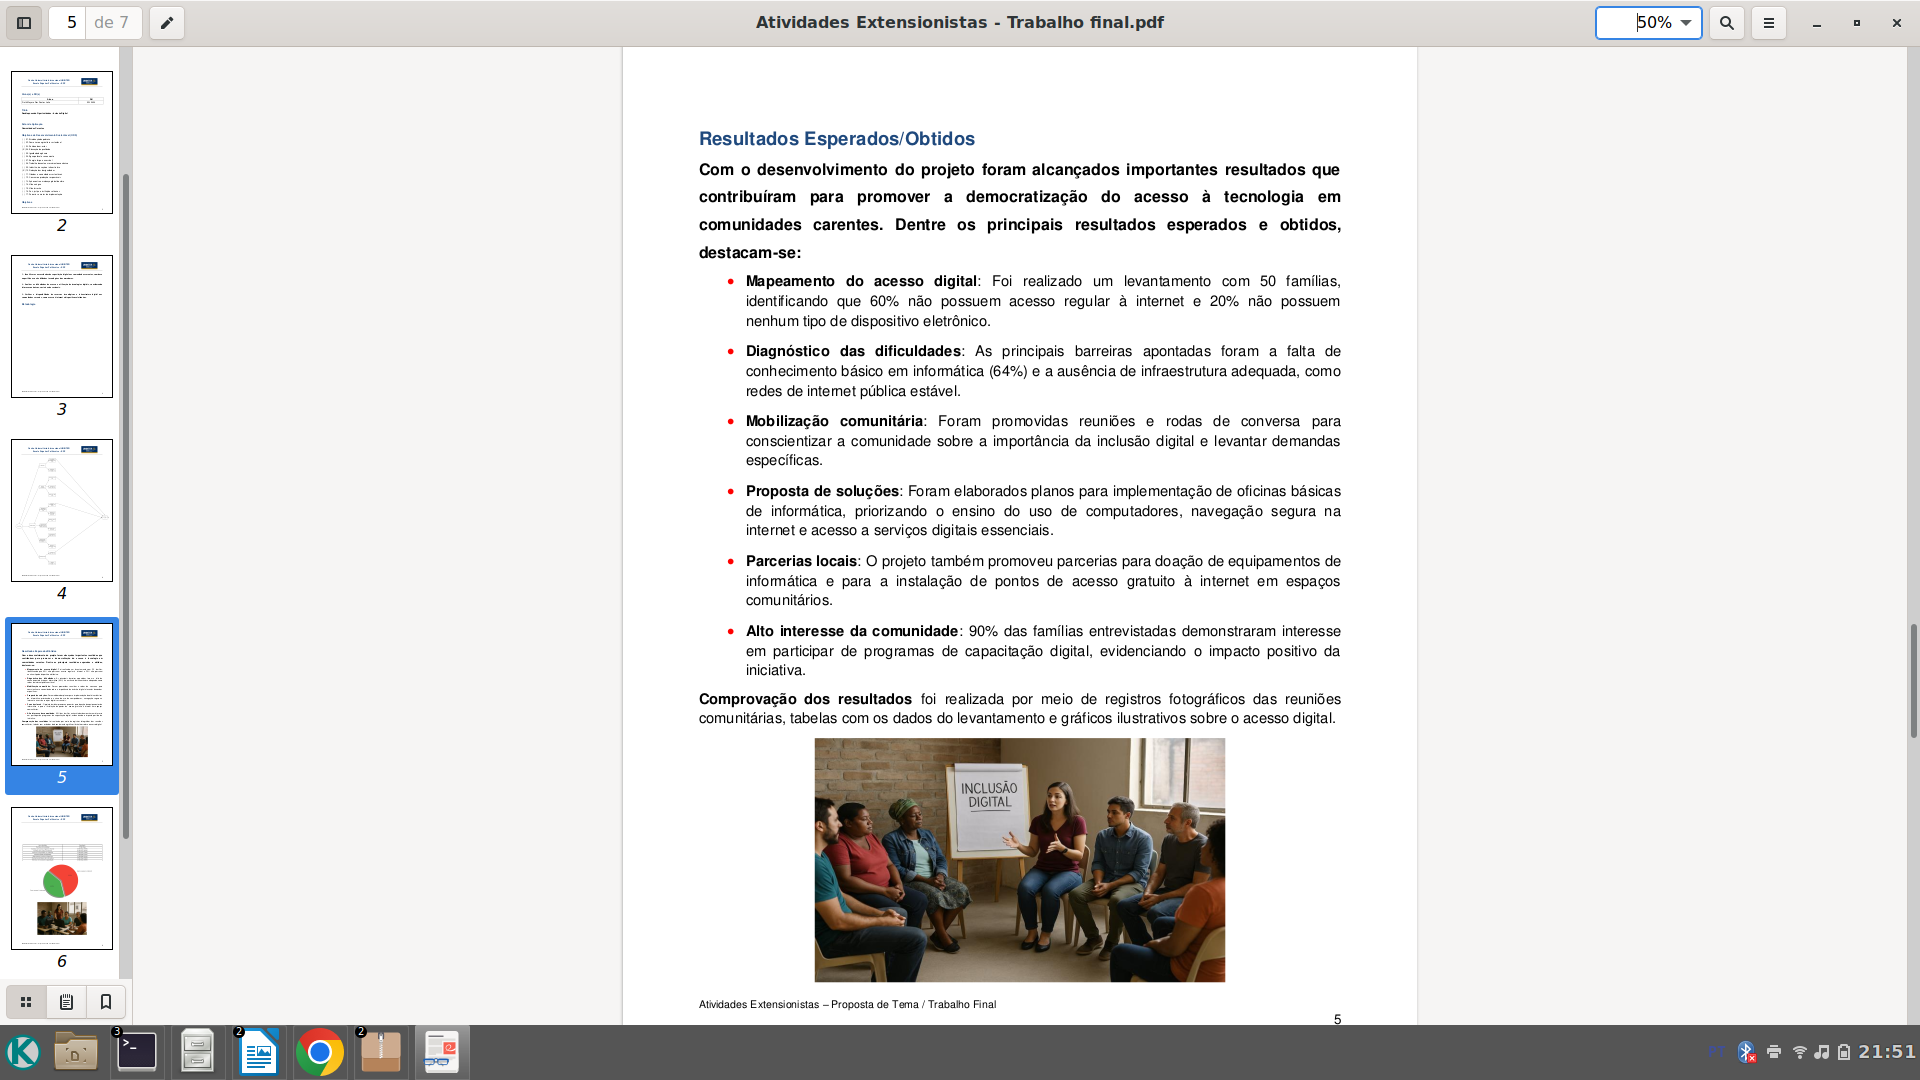 5 de 7
Atividades Extensionistas - Trabalho final.pdf
50%
2
3
4
5
6
Resultados Esperados/Obtidos
Com o desenvolvimento do projeto foram alcançados importantes resultados que
contribuíram para promover a democratização do acesso à tecnologia em
comunidades carentes. Dentre os principais resultados esperados e obtidos,
destacam-se:
• Mapeamento do acesso digital: Foi realizado um levantamento com 50 famílias,
identificando que 60% não possuem acesso regular à internet e 20% não possuem
nenhum tipo de dispositivo eletrônico.
• Diagnóstico das dificuldades: As principais barreiras apontadas foram a falta de
conhecimento básico em informática (64%) e a ausência de infraestrutura adequada, como
redes de internet pública estável.
• Mobilização comunitária: Foram promovidas reuniões e rodas de conversa para
conscientizar a comunidade sobre a importância da inclusão digital e levantar demandas
específicas.
• Proposta de soluções: Foram elaborados planos para implementação de oficinas básicas
de informática, priorizando o ensino do uso de computadores, navegação segura na
internet e acesso a serviços digitais essenciais.
• Parcerias locais: O projeto também promoveu parcerias para doação de equipamentos de
informática e para a instalação de pontos de acesso gratuito à internet em espaços
comunitários.
• Alto interesse da comunidade: 90% das famílias entrevistadas demonstraram interesse
em participar de programas de capacitação digital, evidenciando o impacto positivo da
iniciativa.
Comprovação dos resultados foi realizada por meio de registros fotográficos das reuniões
comunitárias, tabelas com os dados do levantamento e gráficos ilustrativos sobre o acesso digital.
INCLUSÃO
DIGITAL
Atividades Extensionistas – Proposta de Tema / Trabalho Final
5
3
2
2
21:51